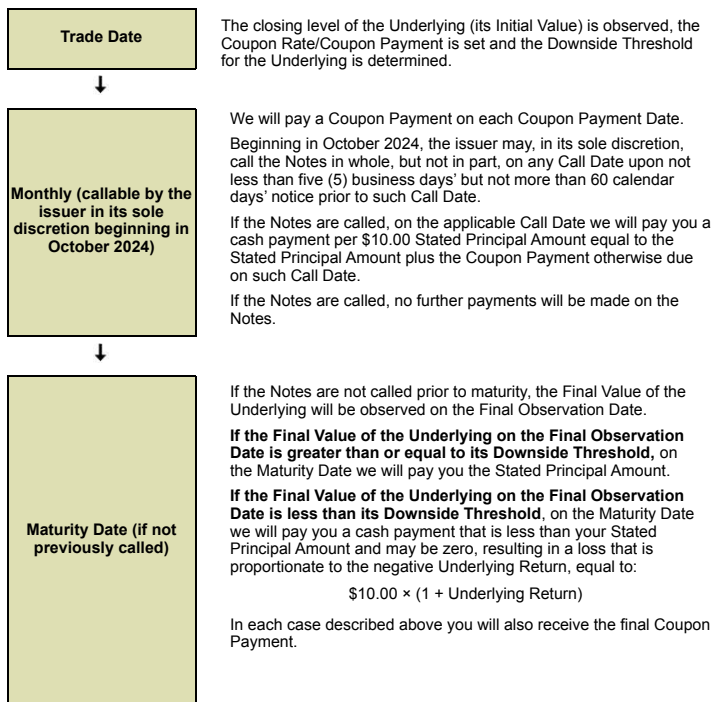 Trade Date
The closing level of the Underlying (its Initial Value) is observed, the
Coupon Rate/Coupon Payment is set and the Downside Threshold
for the Underlying is determined.
Monthly (callable by the
issuer in its sole
discretion beginning in
October 2024)
We will pay a Coupon Payment on each Coupon Payment Date.
Beginning in October 2024, the issuer may, in its sole discretion,
call the Notes in whole, but not in part, on any Call Date upon not
less than five (5) business days’ but not more than 60 calendar
days’ notice prior to such Call Date.
If the Notes are called, on the applicable Call Date we will pay you a
cash payment per $10.00 Stated Principal Amount equal to the
Stated Principal Amount plus the Coupon Payment otherwise due
on such Call Date.
If the Notes are called, no further payments will be made on the
Notes.
Maturity Date (if not
previously called)
If the Notes are not called prior to maturity, the Final Value of the
Underlying will be observed on the Final Observation Date.
If the Final Value of the Underlying on the Final Observation
Date is greater than or equal to its Downside Threshold, on
the Maturity Date we will pay you the Stated Principal Amount.
If the Final Value of the Underlying on the Final Observation
Date is less than its Downside Threshold, on the Maturity Date
we will pay you a cash payment that is less than your Stated
Principal Amount and may be zero, resulting in a loss that is
proportionate to the negative Underlying Return, equal to:
$10.00 × (1 + Underlying Return)
In each case described above you will also receive the final Coupon
Payment.